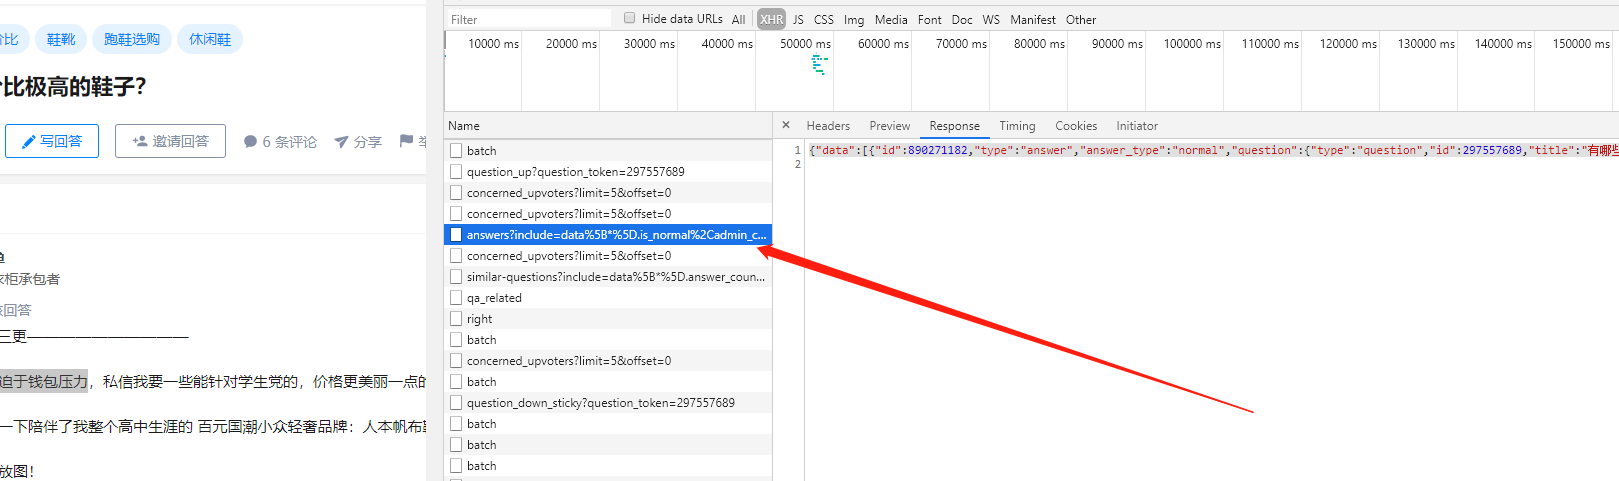 价比
鞋靴
跑鞋选购
休闲鞋
比极高的鞋子？
写回答
邀请回答
6 条评论
分享
衣柜承包者
该回答
三更———————————
迫于钱包压力，私信我要一些能针对学生党的，价格更美丽一点的
一下陪伴了我整个高中生涯的 百元国潮小众轻奢品牌：人本帆布
放图！
Filter
Hide data URLs
All
XHR
JS
CSS
Img
Media
Font
Doc
WS
Manifest
Other
10000 ms
20000 ms
30000 ms
40000 ms
50000 ms
60000 ms
70000 ms
80000 ms
90000 ms
100000 ms
110000 ms
120000 ms
130000 ms
140000 ms
150000 ms
Name
batch
question_up?question_token=297557689
concerned_upvoters?limit=5&offset=0
concerned_upvoters?limit=5&offset=0
answers?include=data%5B*%5D.is_normal%2Cadmin_c...
concerned_upvoters?limit=5&offset=0
similar-questions?include=data%5B*%5D.answer_coun...
qa_related
right
batch
concerned_upvoters?limit=5&offset=0
batch
question_down_sticky?question_token=297557689
batch
batch
batch
× Headers Preview Response Timing Cookies Initiator
1 {"data":[{"id":890271182,"type":"answer","answer_type":"normal","question":{"type":"question","id":297557689,"title":"有哪些
2